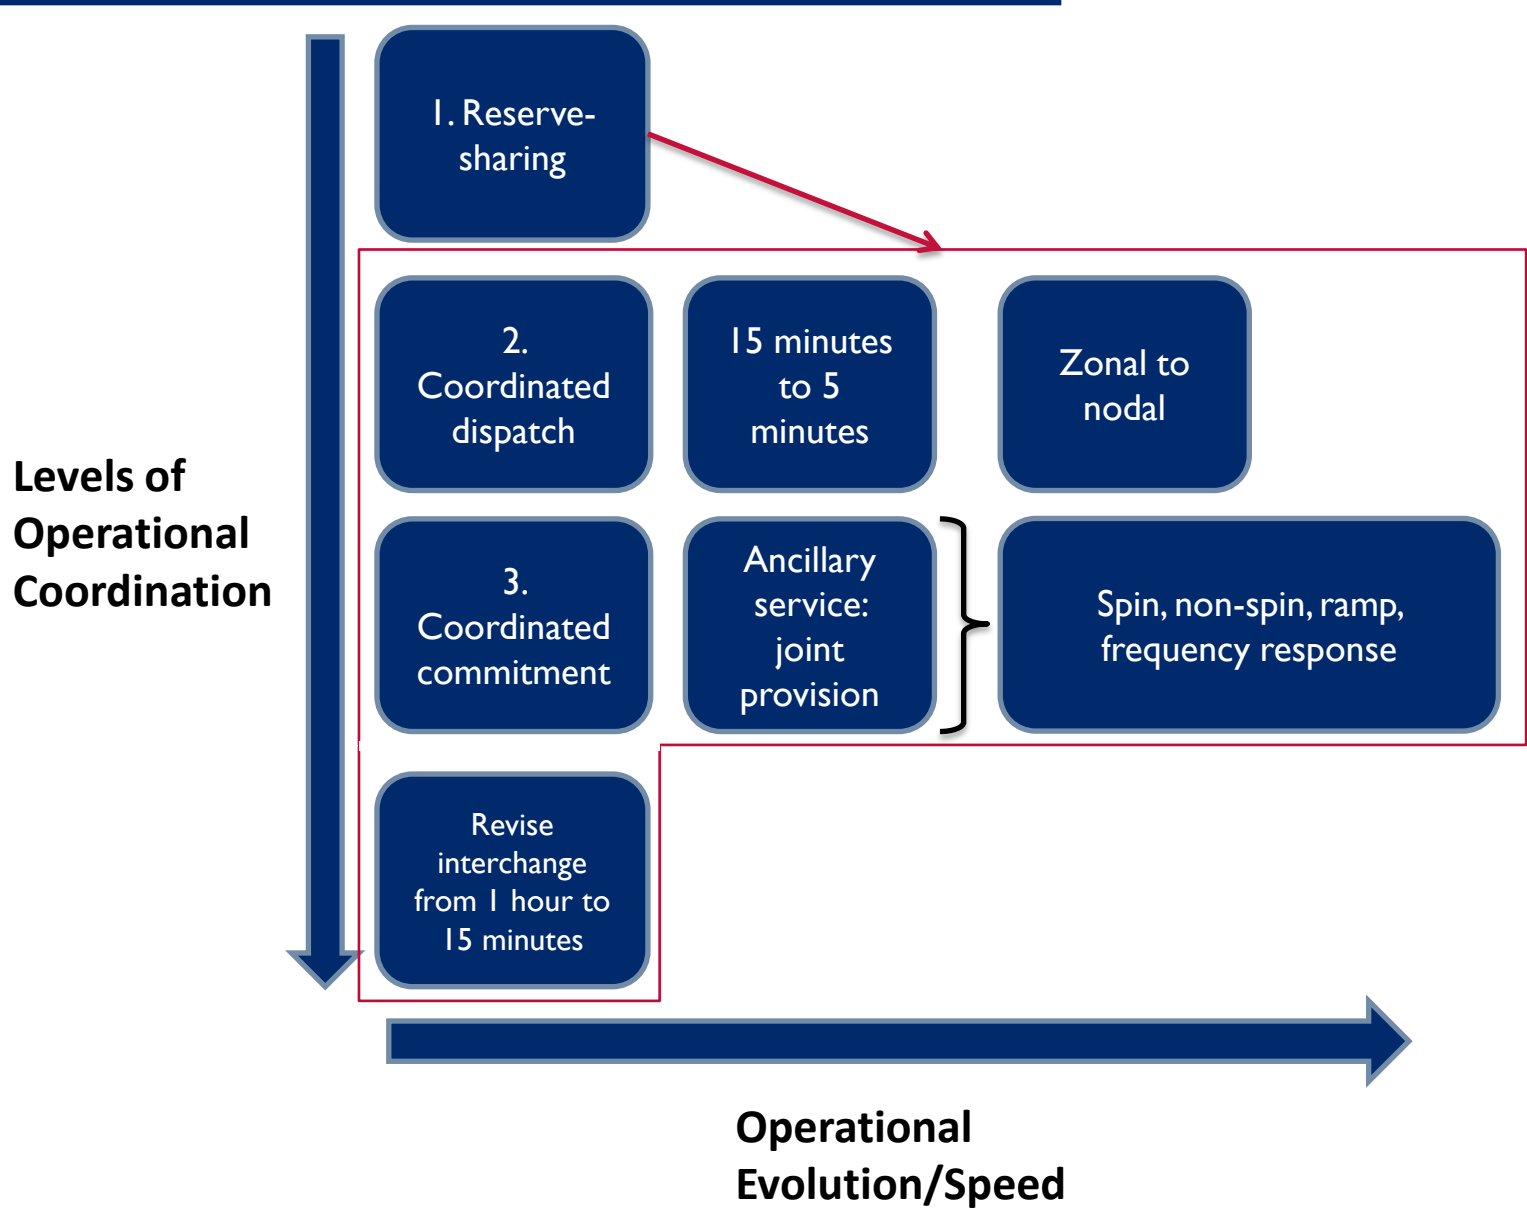 1. Reserve-
sharing
2.
Coordinated
dispatch
15 minutes
to 5
minutes
Zonal to
nodal
Levels of
Operational
Coordination
3.
Coordinated
commitment
Ancillary
service:
joint
provision
Spin, non-spin, ramp,
frequency response
Revise
interchange
from 1 hour to
15 minutes
Operational
Evolution/Speed